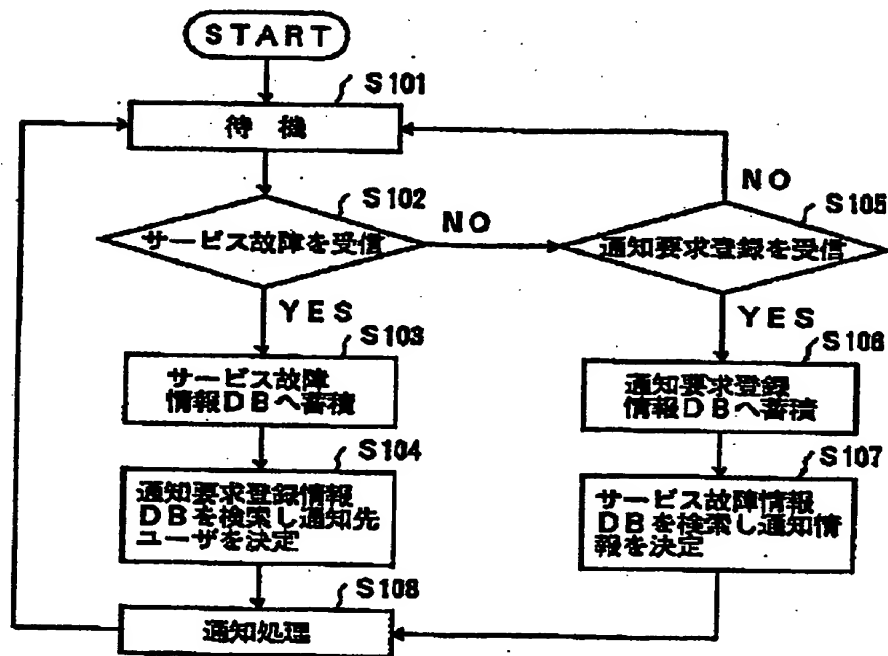 START
S101
待 機
S102
サービス故障を受信
NO
YES
S103
サービス故障
情報DBへ蓄積
S104
通知要求登録情報
DBを検索し通知先
ユーザを決定
S105
通知要求登録を受信
NO
YES
S106
通知要求登録
情報DBへ蓄積
S107
サービス故障情報
DBを検索し通知情
報を決定
S108
通知処理